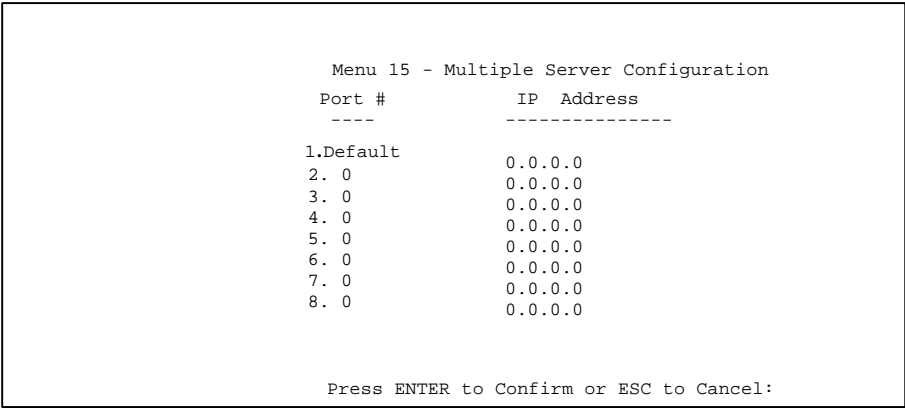 Menu 15 - Multiple Server Configuration
Port # IP Address
---- ---------------
1.Default 0.0.0.0
2. 0 0.0.0.0
3. 0 0.0.0.0
4. 0 0.0.0.0
5. 0 0.0.0.0
6. 0 0.0.0.0
7. 0 0.0.0.0
8. 0 0.0.0.0
Press ENTER to Confirm or ESC to Cancel: